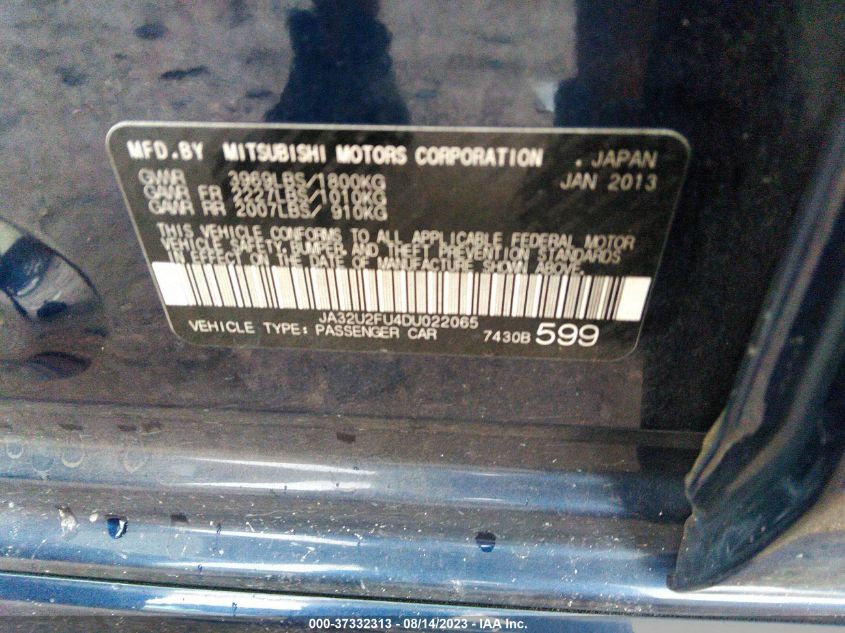 MFD.BY MITSUBISHI MOTORS CORPORATION . JAPAN
GVWR 3969LBS/1800KG JAN 2013
GAWR FR 2227LBS/1010KG
GAWR RR 2007LBS/ 910KG
THIS VEHICLE CONFORMS TO ALL APPLICABLE FEDERAL MOTOR
VEHICLE SAFETY, BUMPER, AND THEFT PREVENTION STANDARDS
IN EFFECT ON THE DATE OF MANUFACTURE SHOWN ABOVE.
JA32U2FU4DU022065
VEHICLE TYPE: PASSENGER CAR 7430B 599
000-37332313 - 08/14/2023 - IAA Inc.